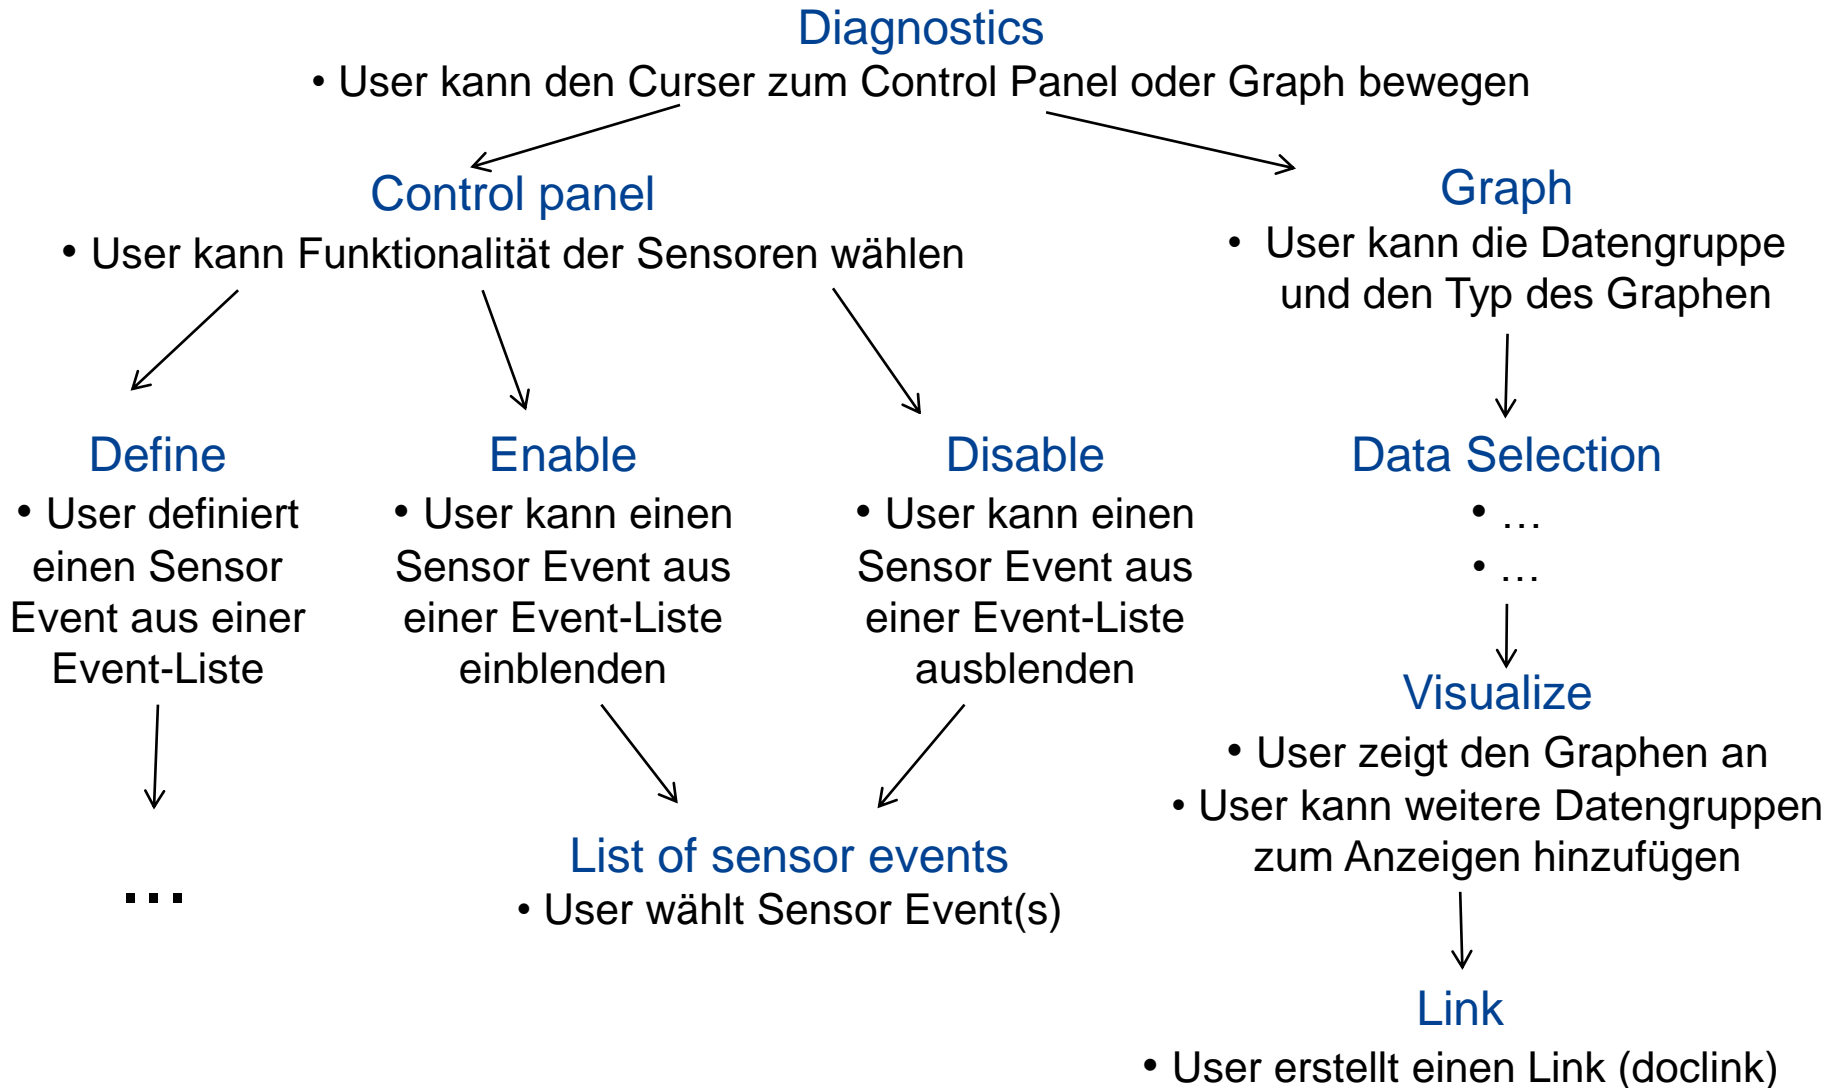 Diagnostics
• User kann den Curser zum Control Panel oder Graph bewegen
Control panel
• User kann Funktionalität der Sensoren wählen
Graph
• User kann die Datengruppe
und den Typ des Graphen
Define
• User definiert
einen Sensor
Event aus einer
Event-Liste
...
Enable
• User kann einen
Sensor Event aus
einer Event-Liste
einblenden
Disable
• User kann einen
Sensor Event aus
einer Event-Liste
ausblenden
List of sensor events
• User wählt Sensor Event(s)
Data Selection
• …
• …
Visualize
• User zeigt den Graphen an
• User kann weitere Datengruppen
zum Anzeigen hinzufügen
Link
• User erstellt einen Link (doclink)